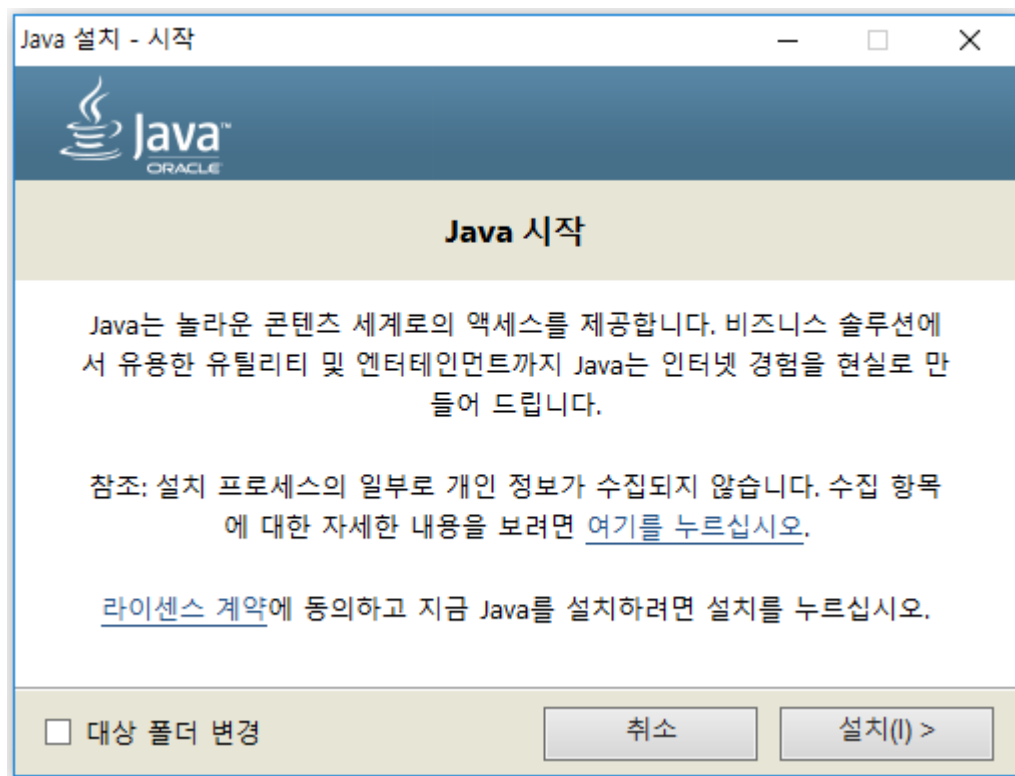 Java 설치 - 시작
Java™
ORACLE
Java 시작
Java는 놀라운 콘텐츠 세계로의 액세스를 제공합니다. 비즈니스 솔루션에
서 유용한 유틸리티 및 엔터테인먼트까지 Java는 인터넷 경험을 현실로 만
들어 드립니다.
참조: 설치 프로세스의 일부로 개인 정보가 수집되지 않습니다. 수집 항목
에 대한 자세한 내용을 보려면 여기를 누르십시오.
라이센스 계약에 동의하고 지금 Java를 설치하려면 설치를 누르십시오.
대상 폴더 변경
취소
설치(I) >